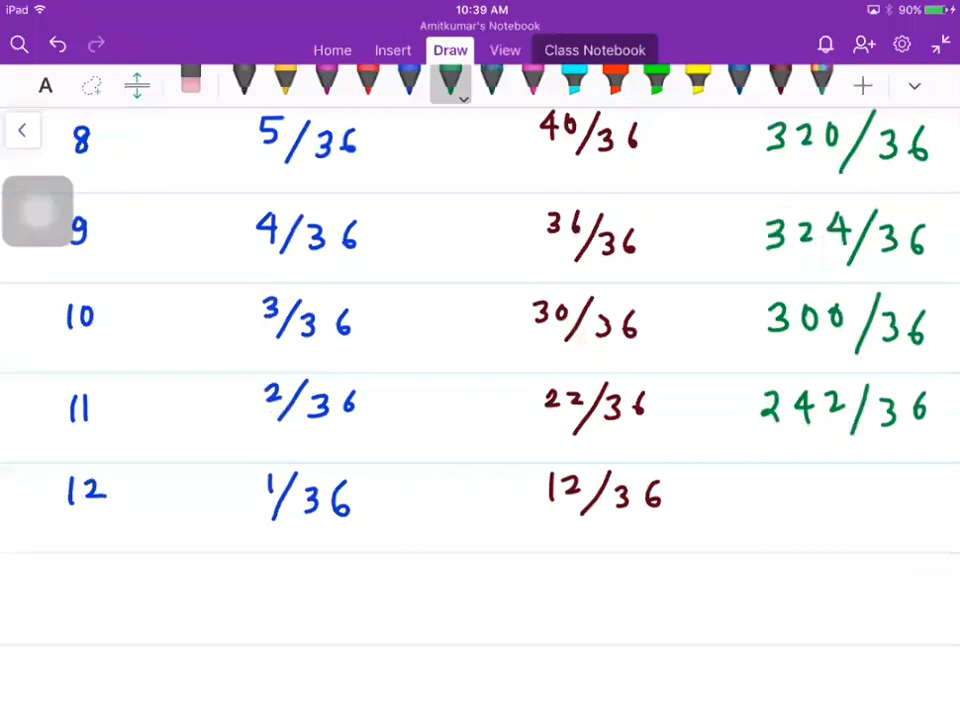 iPad 10:39 AM 90%
Amitkumar's Notebook
Home Insert Draw View Class Notebook
A
8 5/36 40/36 320/36
9 4/36 36/36 324/36
10 3/36 30/36 300/36
11 2/36 22/36 242/36
12 1/36 12/36